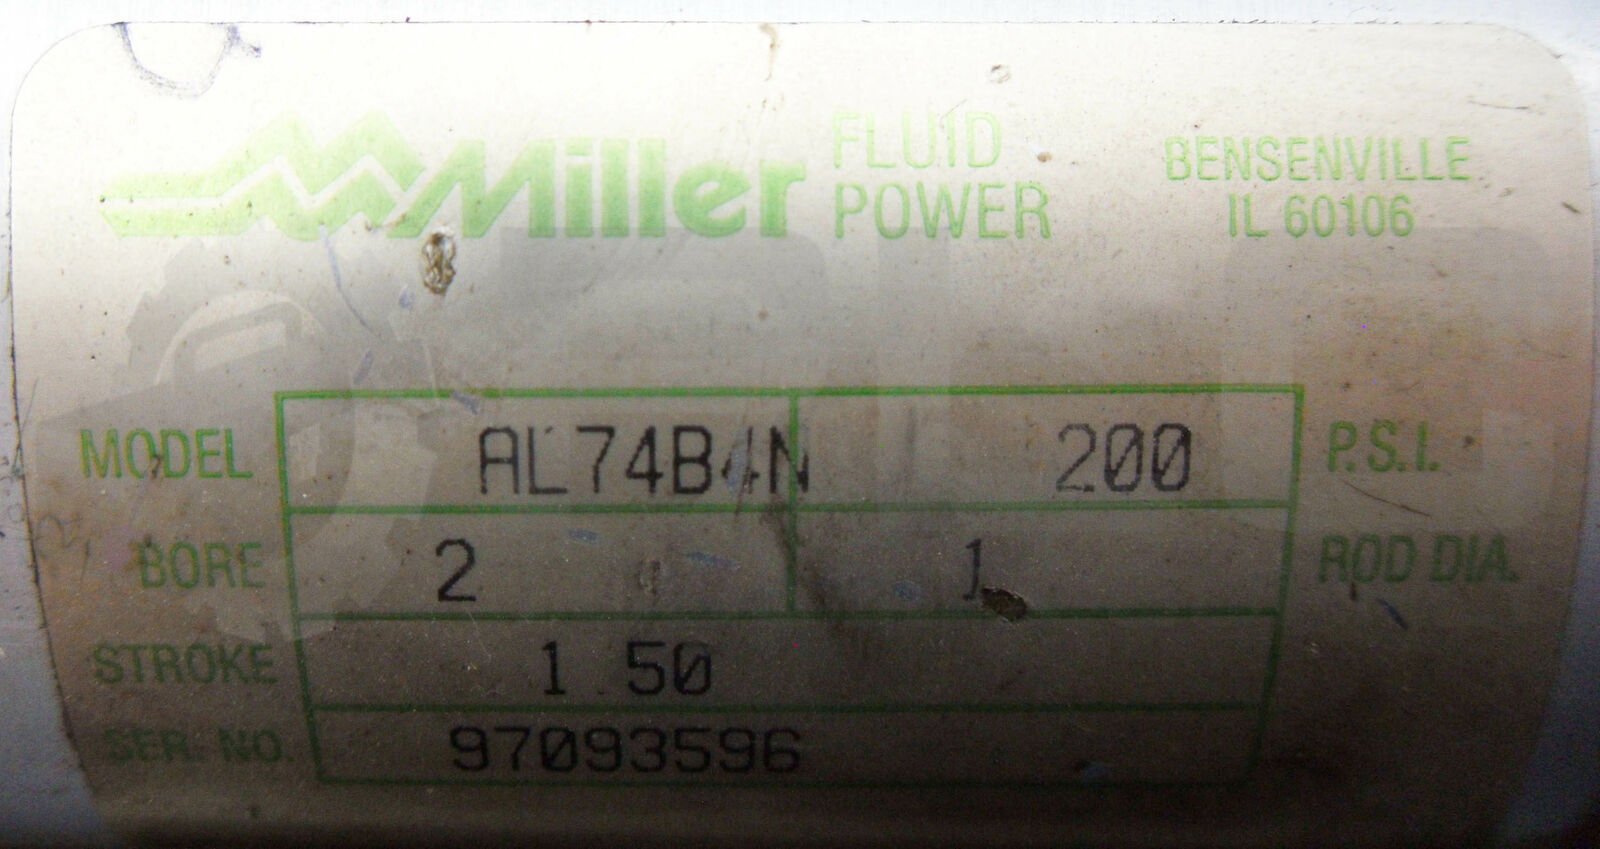 Miller FLUID POWER
BENSENVILLE
IL 60106
MODEL AL74B4N 200 P.S.I.
BORE 2 1 ROD DIA.
STROKE 1.50
SER. NO. 97093596